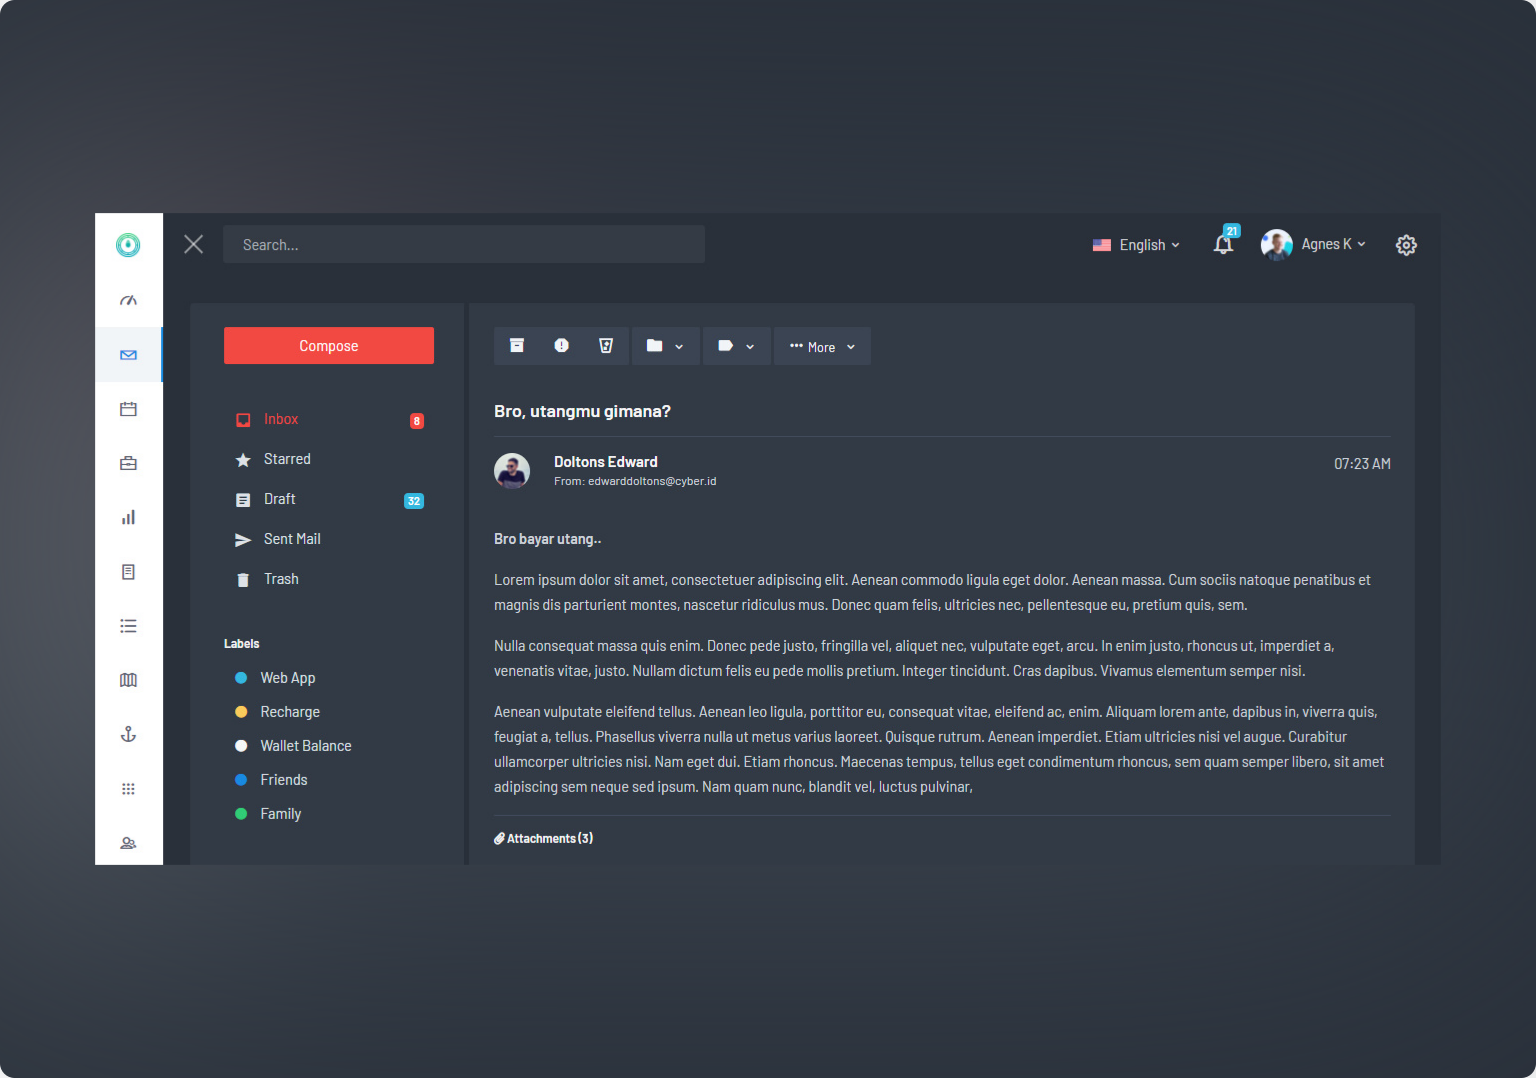 Search...
English
21
Agnes K
Compose
Inbox
8
Starred
Draft
32
Sent Mail
Trash
Labels
Web App
Recharge
Wallet Balance
Friends
Family
More
Bro, utangmu gimana?
Doltons Edward
07:23 AM
From: edwarddoltons@cyber.id
Bro bayar utang..
Lorem ipsum dolor sit amet, consectetuer adipiscing elit. Aenean commodo ligula eget dolor. Aenean massa. Cum sociis natoque penatibus et
magnis dis parturient montes, nascetur ridiculus mus. Donec quam felis, ultricies nec, pellentesque eu, pretium quis, sem.
Nulla consequat massa quis enim. Donec pede justo, fringilla vel, aliquet nec, vulputate eget, arcu. In enim justo, rhoncus ut, imperdiet a,
venenatis vitae, justo. Nullam dictum felis eu pede mollis pretium. Integer tincidunt. Cras dapibus. Vivamus elementum semper nisi.
Aenean vulputate eleifend tellus. Aenean leo ligula, porttitor eu, consequat vitae, eleifend ac, enim. Aliquam lorem ante, dapibus in, viverra quis,
feugiat a, tellus. Phasellus viverra nulla ut metus varius laoreet. Quisque rutrum. Aenean imperdiet. Etiam ultricies nisi vel augue. Curabitur
ullamcorper ultricies nisi. Nam eget dui. Etiam rhoncus. Maecenas tempus, tellus eget condimentum rhoncus, sem quam semper libero, sit amet
adipiscing sem neque sed ipsum. Nam quam nunc, blandit vel, luctus pulvinar,
Attachments (3)